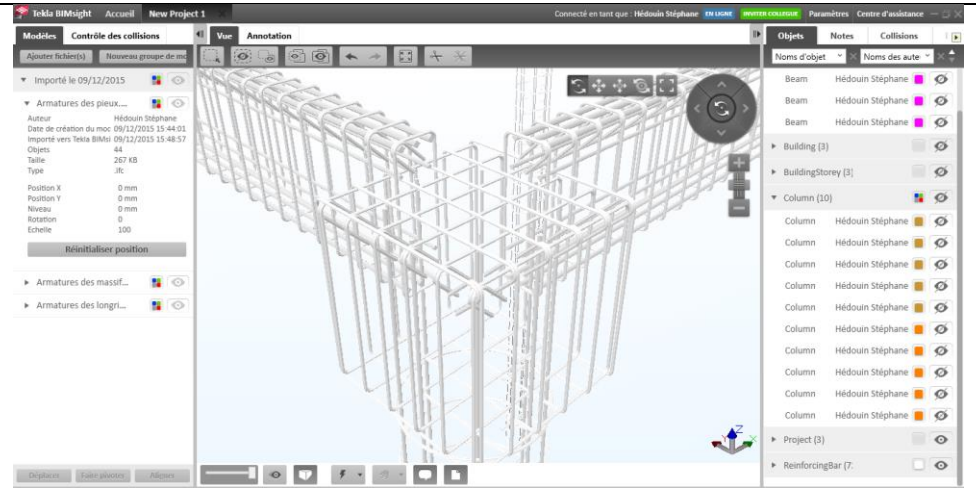 Tekla BIMsight Accueil New Project 1
Connecté en tant que : Hédouin Stéphane EN LIGNE INVITER COLLEGUE Paramètres Centre d'assistance
Modèles Contrôle des collisions
Ajouter fichier(s) Nouveau groupe de mo
Importé le 09/12/2015
Armatures des pieux....
Auteur Hédouin Stéphane
Date de création du moc 09/12/2015 15:44:01
Importé vers Tekla BIMsi 09/12/2015 15:48:57
Objets 44
Taille 267 KB
Type .ifc
Position X 0 mm
Position Y 0 mm
Niveau 0 mm
Rotation 0
Echelle 100
Réinitialiser position
Armatures des massif...
Armatures des longri...
Déplacer Faire pivoter Aligner
Vue Annotation
Z
X
Objets Notes Collisions
Noms d'objet Noms des aute
Beam Hédouin Stéphane
Beam Hédouin Stéphane
Beam Hédouin Stéphane
Building (3)
BuildingStorey (3)
Column (10)
Column Hédouin Stéphane
Column Hédouin Stéphane
Column Hédouin Stéphane
Column Hédouin Stéphane
Column Hédouin Stéphane
Column Hédouin Stéphane
Column Hédouin Stéphane
Column Hédouin Stéphane
Column Hédouin Stéphane
Column Hédouin Stéphane
Project (3)
ReinforcingBar (7: